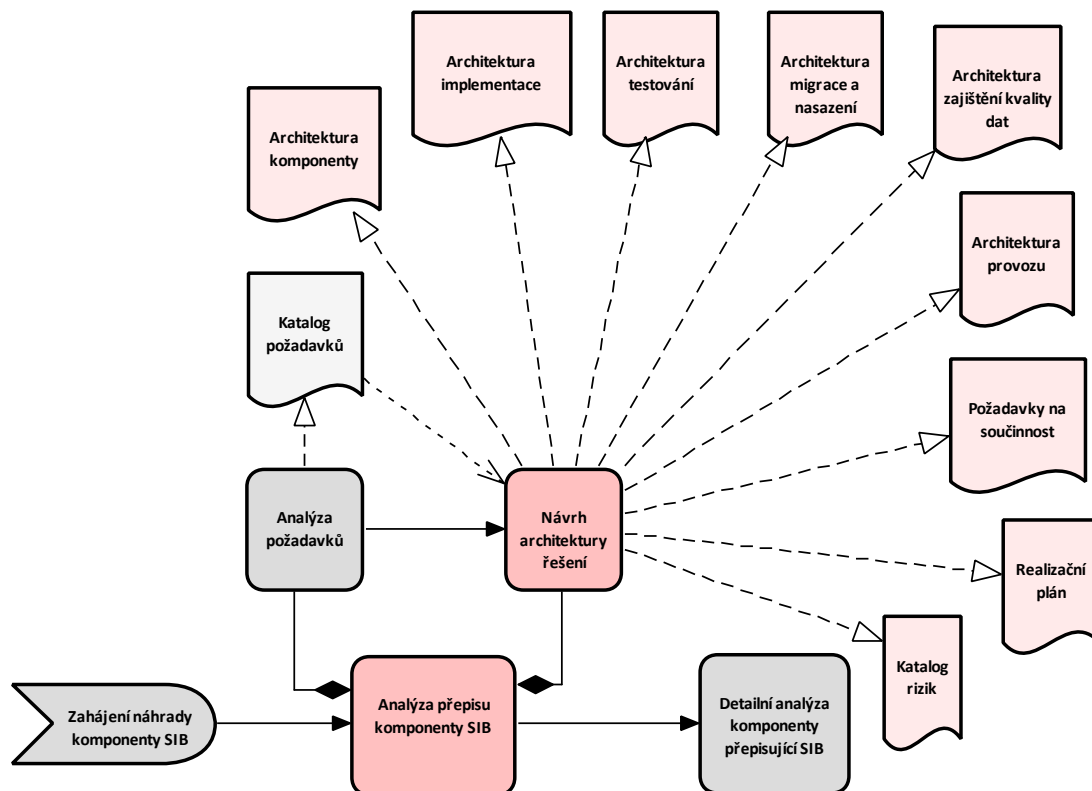 Architektura
implementace
Architektura
testování
Architektura
migrace a
nasazení
Architektura
zajištění kvality
dat
Architektura
komponenty
Architektura
provozu
Katalog
požadavků
Požadavky na
součinnost
Analýza
požadavků
Návrh
architektury
řešení
Realizační
plán
Katalog
rizik
Zahájení náhrady
komponenty SIB
Analýza přepisu
komponenty SIB
Detailní analýza
komponenty
přepisující SIB